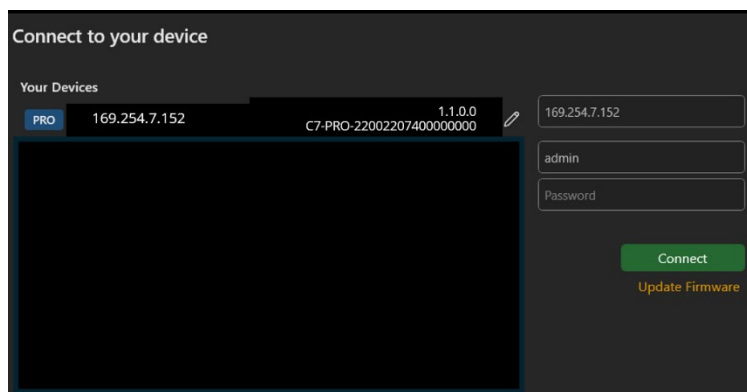 Connect to your device
Your Devices
PRO 169.254.7.152 1.1.0.0
C7-PRO-22002207400000000
169.254.7.152
admin
Password
Connect
Update Firmware